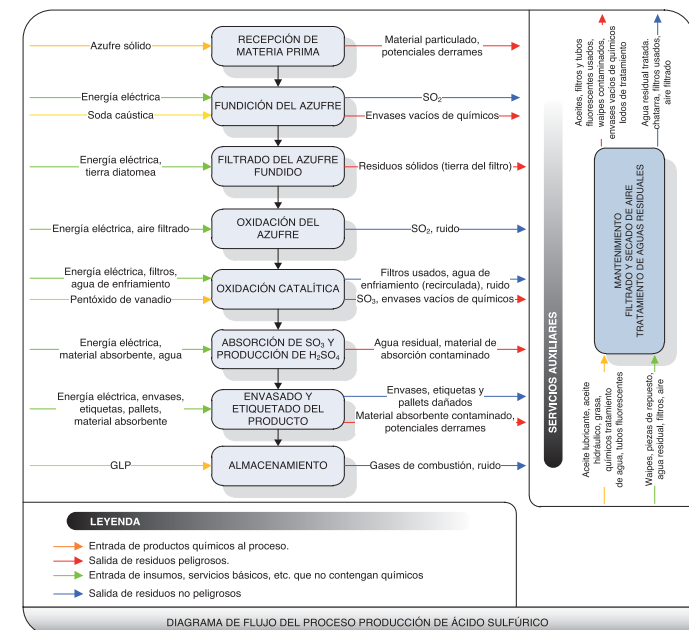 Azufre sólido
RECEPCIÓN DE
MATERIA PRIMA
Material particulado,
potenciales derrames
Energía eléctrica
Soda caústica
FUNDICIÓN DEL AZUFRE
SO₂
Envases vacíos de químicos
Energía eléctrica,
tierra diatomea
FILTRADO DEL AZUFRE
FUNDIDO
Residuos sólidos (tierra del filtro)
Energía eléctrica, aire filtrado
OXIDACIÓN DEL
AZUFRE
SO₂, ruido
Energía eléctrica, filtros,
agua de enfriamiento
Pentóxido de vanadio
OXIDACIÓN CATALÍTICA
Filtros usados, agua de
enfriamiento (recirculada), ruido
SO₃, envases vacíos de químicos
Energía eléctrica,
material absorbente, agua
ABSORCIÓN DE SO₃ Y
PRODUCCIÓN DE H₂SO₄
Agua residual, material de
absorción contaminado
Energía eléctrica, envases,
etiquetas, pallets,
material absorbente
ENVASADO Y
ETIQUETADO DEL
PRODUCTO
Envases, etiquetas y
pallets dañados
Material absorbente contaminado,
potenciales derrames
GLP
ALMACENAMIENTO
Gases de combustión, ruido
SERVICIOS AUXILIARES
Aceites, filtros y tubos
fluorescentes usados,
waipes contaminados,
envases vacíos de químicos
lodos de tratamiento
Agua residual tratada,
chatarra, filtros usados,
aire filtrado
MANTENIMIENTO
FILTRADO Y SECADO DE AIRE
TRATAMIENTO DE AGUAS RESIDUALES
Aceite lubricante, aceite
hidráulico, grasa,
químicos tratamiento
de agua, tubos fluorescentes
Waipes, piezas de repuesto,
agua residual, filtros, aire
LEYENDA
Entrada de productos químicos al proceso.
Salida de residuos peligrosos.
Entrada de insumos, servicios básicos, etc. que no contengan químicos
Salida de residuos no peligrosos
DIAGRAMA DE FLUJO DEL PROCESO PRODUCCIÓN DE ÁCIDO SULFÚRICO